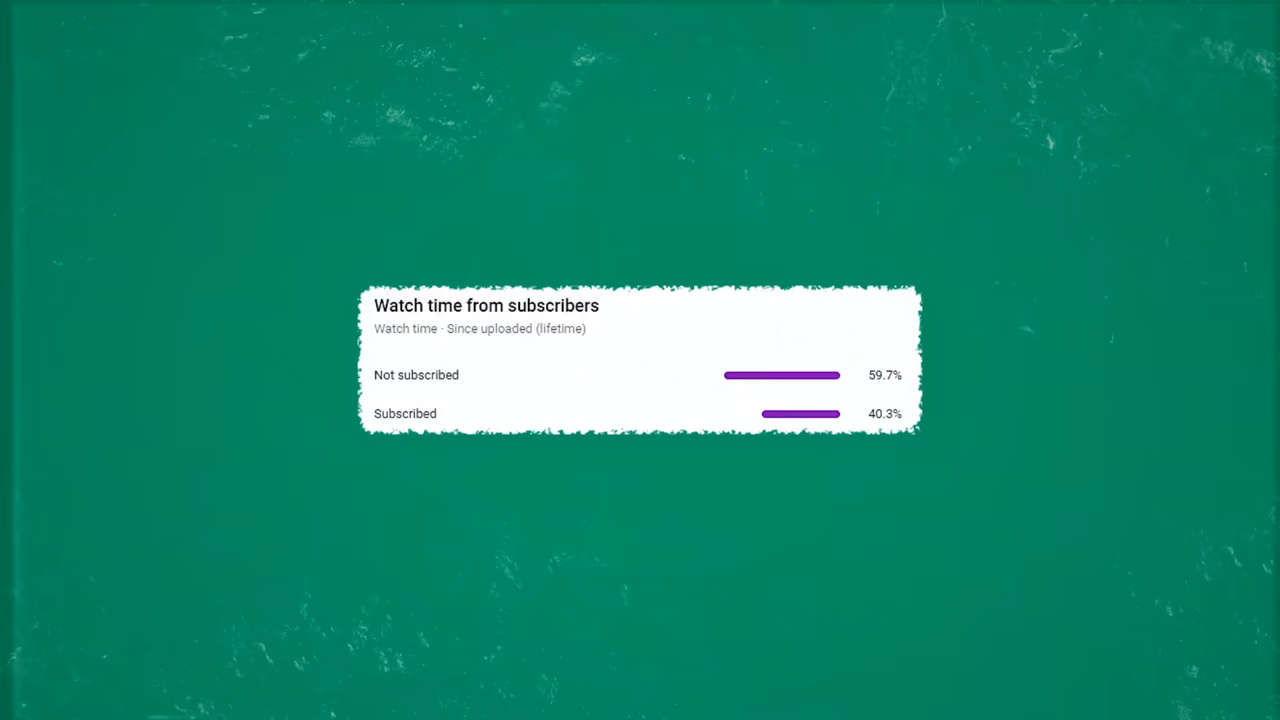 Watch time from subscribers
Watch time · Since uploaded (lifetime)
Not subscribed 59.7%
Subscribed 40.3%